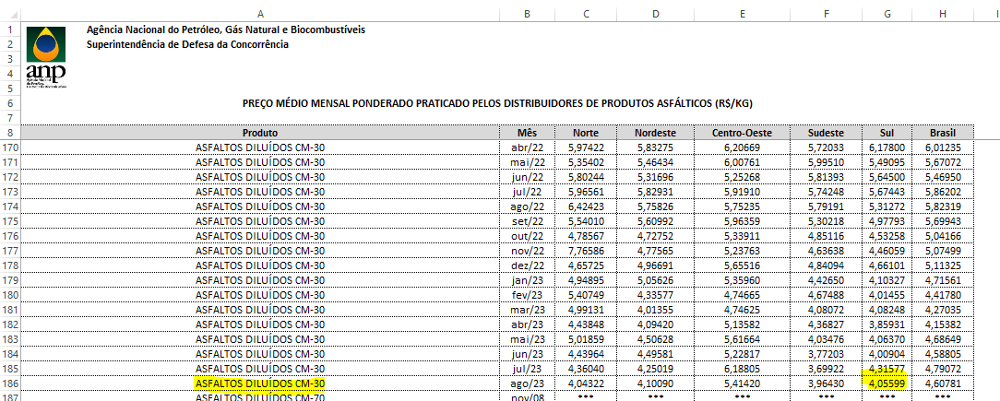 A B C D E F G H I
1 Agência Nacional do Petróleo, Gás Natural e Biocombustíveis
2 Superintendência de Defesa da Concorrência
3
4 anp
5
6 PREÇO MÉDIO MENSAL PONDERADO PRATICADO PELOS DISTRIBUIDORES DE PRODUTOS ASFÁLTICOS (R$/KG)
7
8 Produto Mês Norte Nordeste Centro-Oeste Sudeste Sul Brasil
170 ASFALTOS DILUÍDOS CM-30 abr/22 5,97422 5,83275 6,20669 5,72033 6,17800 6,01235
171 ASFALTOS DILUÍDOS CM-30 mai/22 5,35402 5,46434 6,00761 5,99510 5,49095 5,67072
172 ASFALTOS DILUÍDOS CM-30 jun/22 5,80244 5,31696 5,25268 5,81393 5,64500 5,46950
173 ASFALTOS DILUÍDOS CM-30 jul/22 5,96561 5,82931 5,91910 5,74248 5,67443 5,86202
174 ASFALTOS DILUÍDOS CM-30 ago/22 6,42423 5,75826 5,75235 5,79191 5,31272 5,82319
175 ASFALTOS DILUÍDOS CM-30 set/22 5,54010 5,60992 5,96359 5,30218 4,97793 5,69943
176 ASFALTOS DILUÍDOS CM-30 out/22 4,78567 4,72752 5,33911 4,85116 4,53258 5,04166
177 ASFALTOS DILUÍDOS CM-30 nov/22 7,76586 4,77565 5,23763 4,63638 4,46059 5,07499
178 ASFALTOS DILUÍDOS CM-30 dez/22 4,65725 4,96691 5,65516 4,84094 4,66101 5,11325
179 ASFALTOS DILUÍDOS CM-30 jan/23 4,94895 5,05626 5,35960 4,42650 4,10327 4,71561
180 ASFALTOS DILUÍDOS CM-30 fev/23 5,40749 4,33577 4,74665 4,67488 4,01455 4,41780
181 ASFALTOS DILUÍDOS CM-30 mar/23 4,99131 4,01355 4,74625 4,08072 4,08248 4,27035
182 ASFALTOS DILUÍDOS CM-30 abr/23 4,43848 4,09420 5,13582 4,36827 3,85931 4,15382
183 ASFALTOS DILUÍDOS CM-30 mai/23 5,01859 4,50628 5,61664 4,03476 4,06370 4,68649
184 ASFALTOS DILUÍDOS CM-30 jun/23 4,43964 4,49581 5,22817 3,77203 4,00904 4,58805
185 ASFALTOS DILUÍDOS CM-30 jul/23 4,36040 4,25019 6,18805 3,69922 4,31577 4,79072
186 ASFALTOS DILUÍDOS CM-30 ago/23 4,04322 4,10090 5,41420 3,96430 4,05599 4,60781
187 ASFALTOS DILUÍDOS CM-70 nov/08 *** *** *** *** *** ***